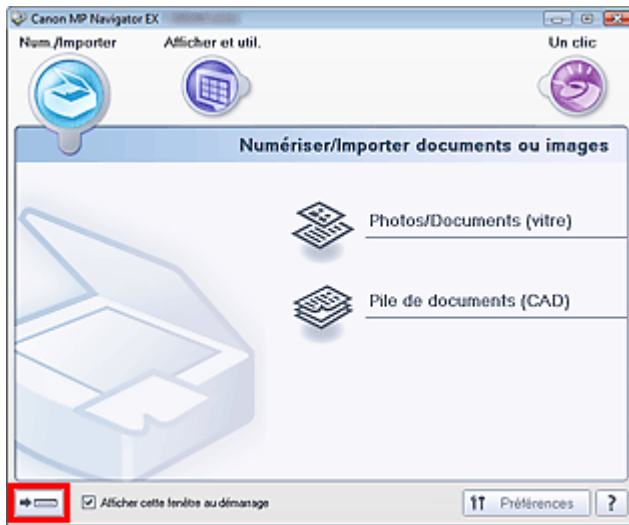 Canon MP Navigator EX
Num./Importer Afficher et util. Un clic
Numériser/Importer documents ou images
Photos/Documents (vitre)
Pile de documents (CAD)
Afficher cette fenêtre au démarrage Préférences ?